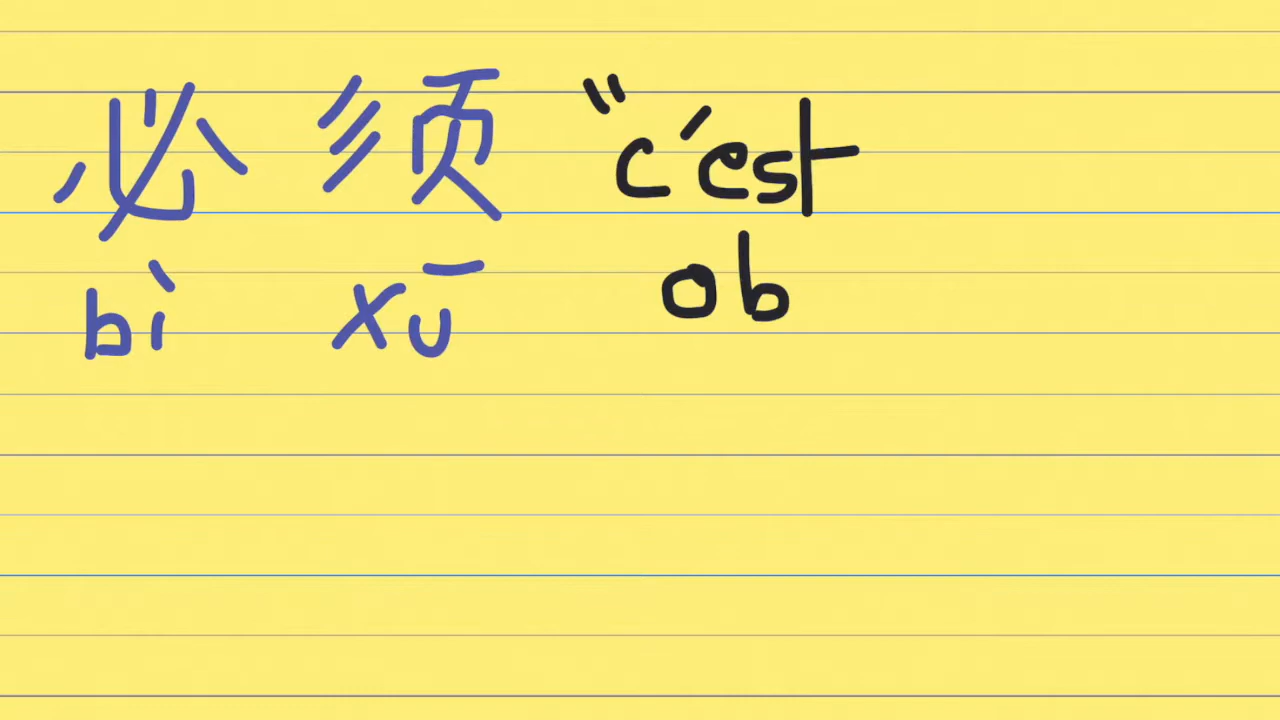 必须 "c'est
bì xū ob